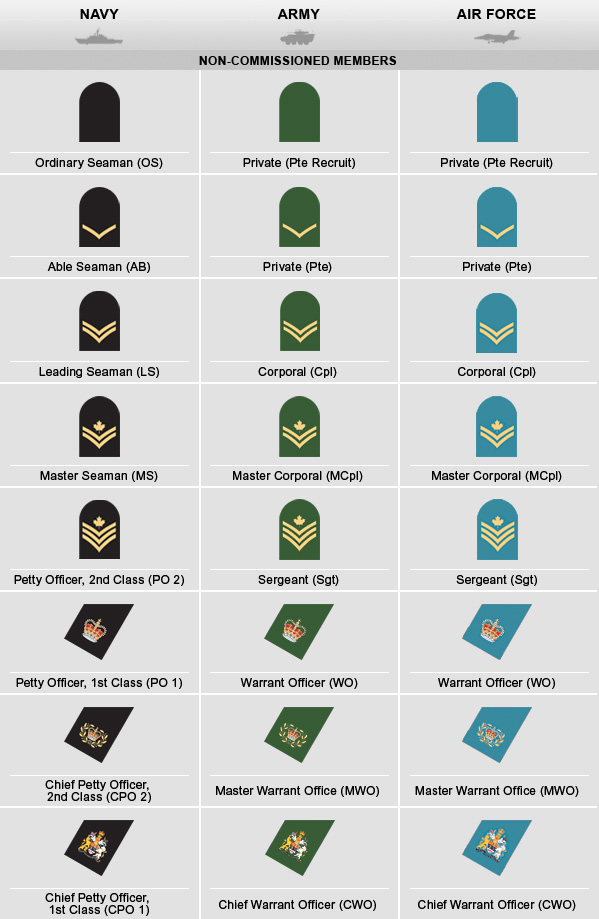 NAVY ARMY AIR FORCE
NON-COMMISSIONED MEMBERS
Ordinary Seaman (OS) Private (Pte Recruit) Private (Pte Recruit)
Able Seaman (AB) Private (Pte) Private (Pte)
Leading Seaman (LS) Corporal (Cpl) Corporal (Cpl)
Master Seaman (MS) Master Corporal (MCpl) Master Corporal (MCpl)
Petty Officer, 2nd Class (PO 2) Sergeant (Sgt) Sergeant (Sgt)
Petty Officer, 1st Class (PO 1) Warrant Officer (WO) Warrant Officer (WO)
Chief Petty Officer,
2nd Class (CPO 2) Master Warrant Office (MWO) Master Warrant Office (MWO)
Chief Petty Officer,
1st Class (CPO 1) Chief Warrant Officer (CWO) Chief Warrant Officer (CWO)